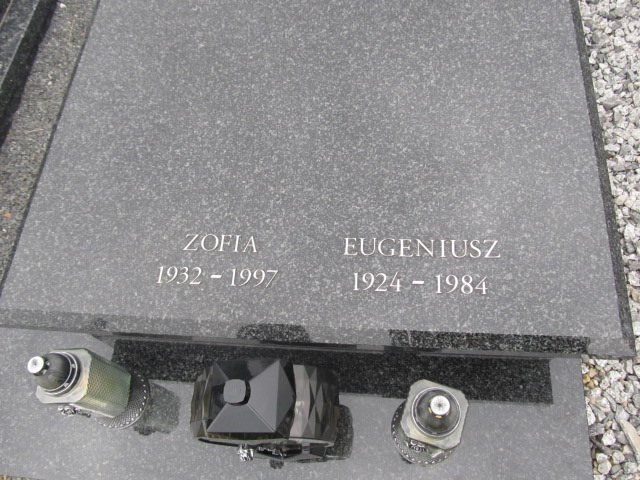 ZOFIA
1932 - 1997
EUGENIUSZ
1924 - 1984